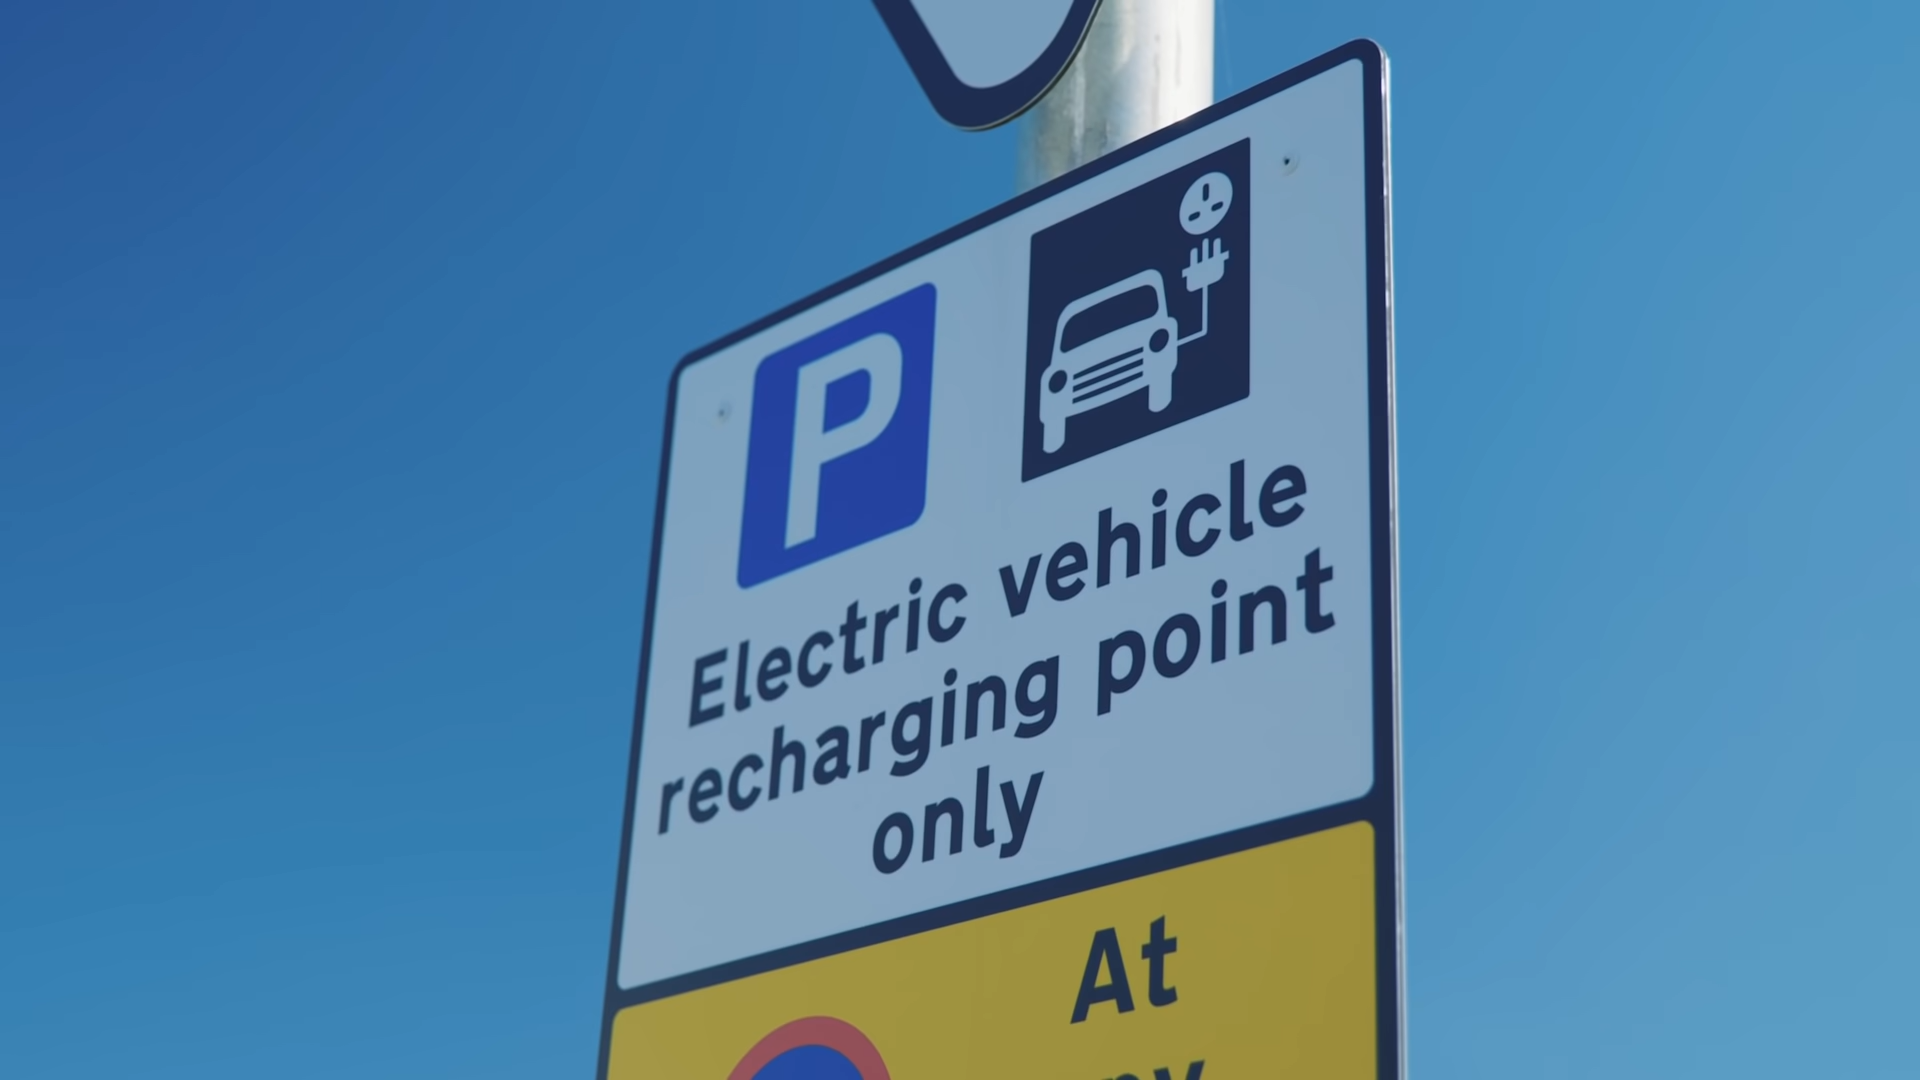 P
Electric vehicle
recharging point
only
At